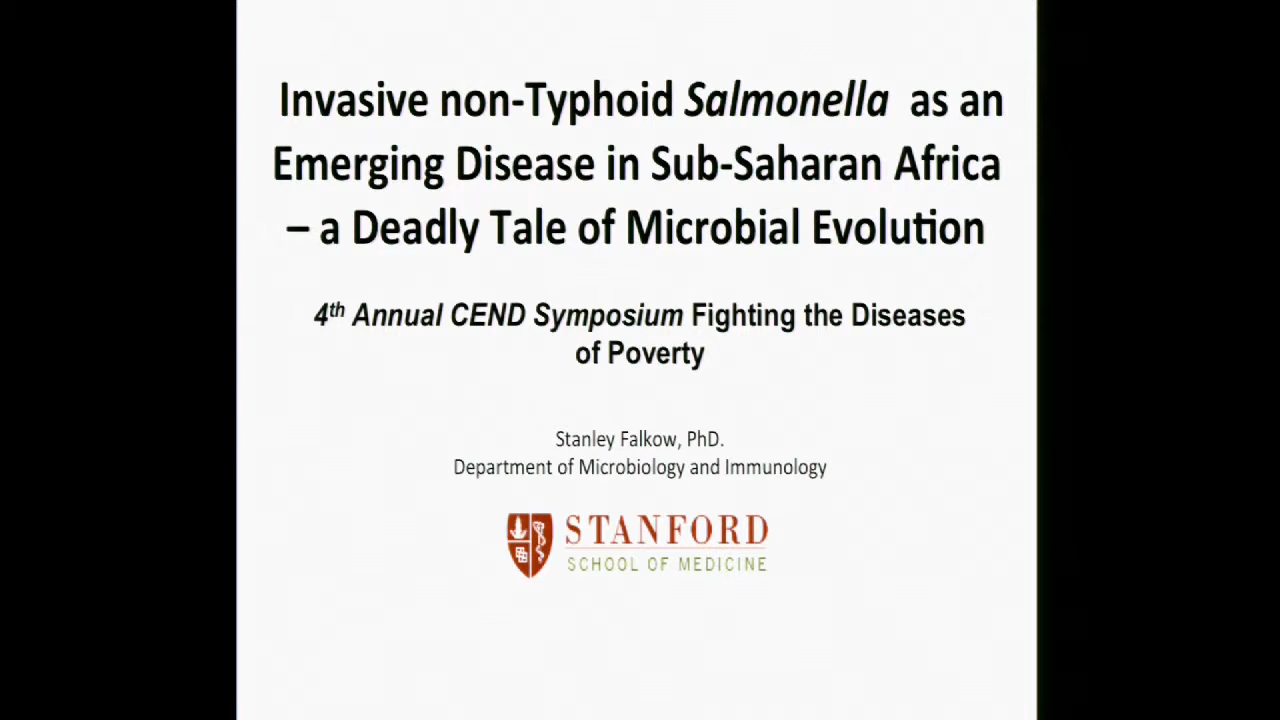 Invasive non-Typhoid Salmonella as an
Emerging Disease in Sub-Saharan Africa
– a Deadly Tale of Microbial Evolution
4th Annual CEND Symposium Fighting the Diseases
of Poverty
Stanley Falkow, PhD.
Department of Microbiology and Immunology
STANFORD
SCHOOL OF MEDICINE